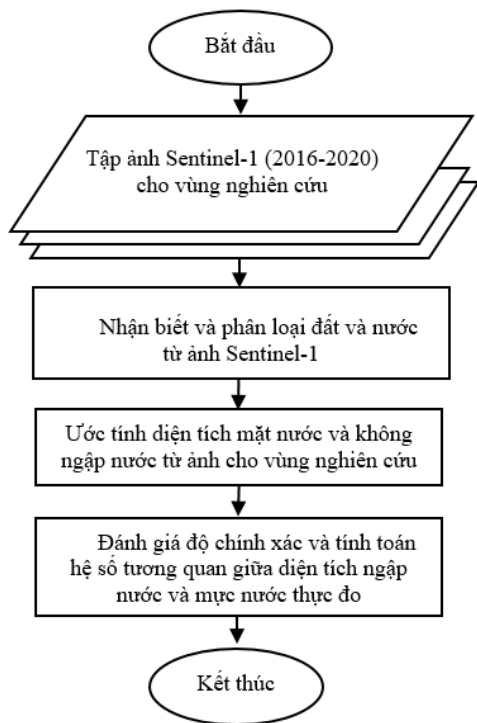 Bắt đầu
Tập ảnh Sentinel-1 (2016-2020)
cho vùng nghiên cứu
Nhận biết và phân loại đất và nước
từ ảnh Sentinel-1
Ước tính diện tích mặt nước và không
ngập nước từ ảnh cho vùng nghiên cứu
Đánh giá độ chính xác và tính toán
hệ số tương quan giữa diện tích ngập
nước và mực nước thực đo
Kết thúc